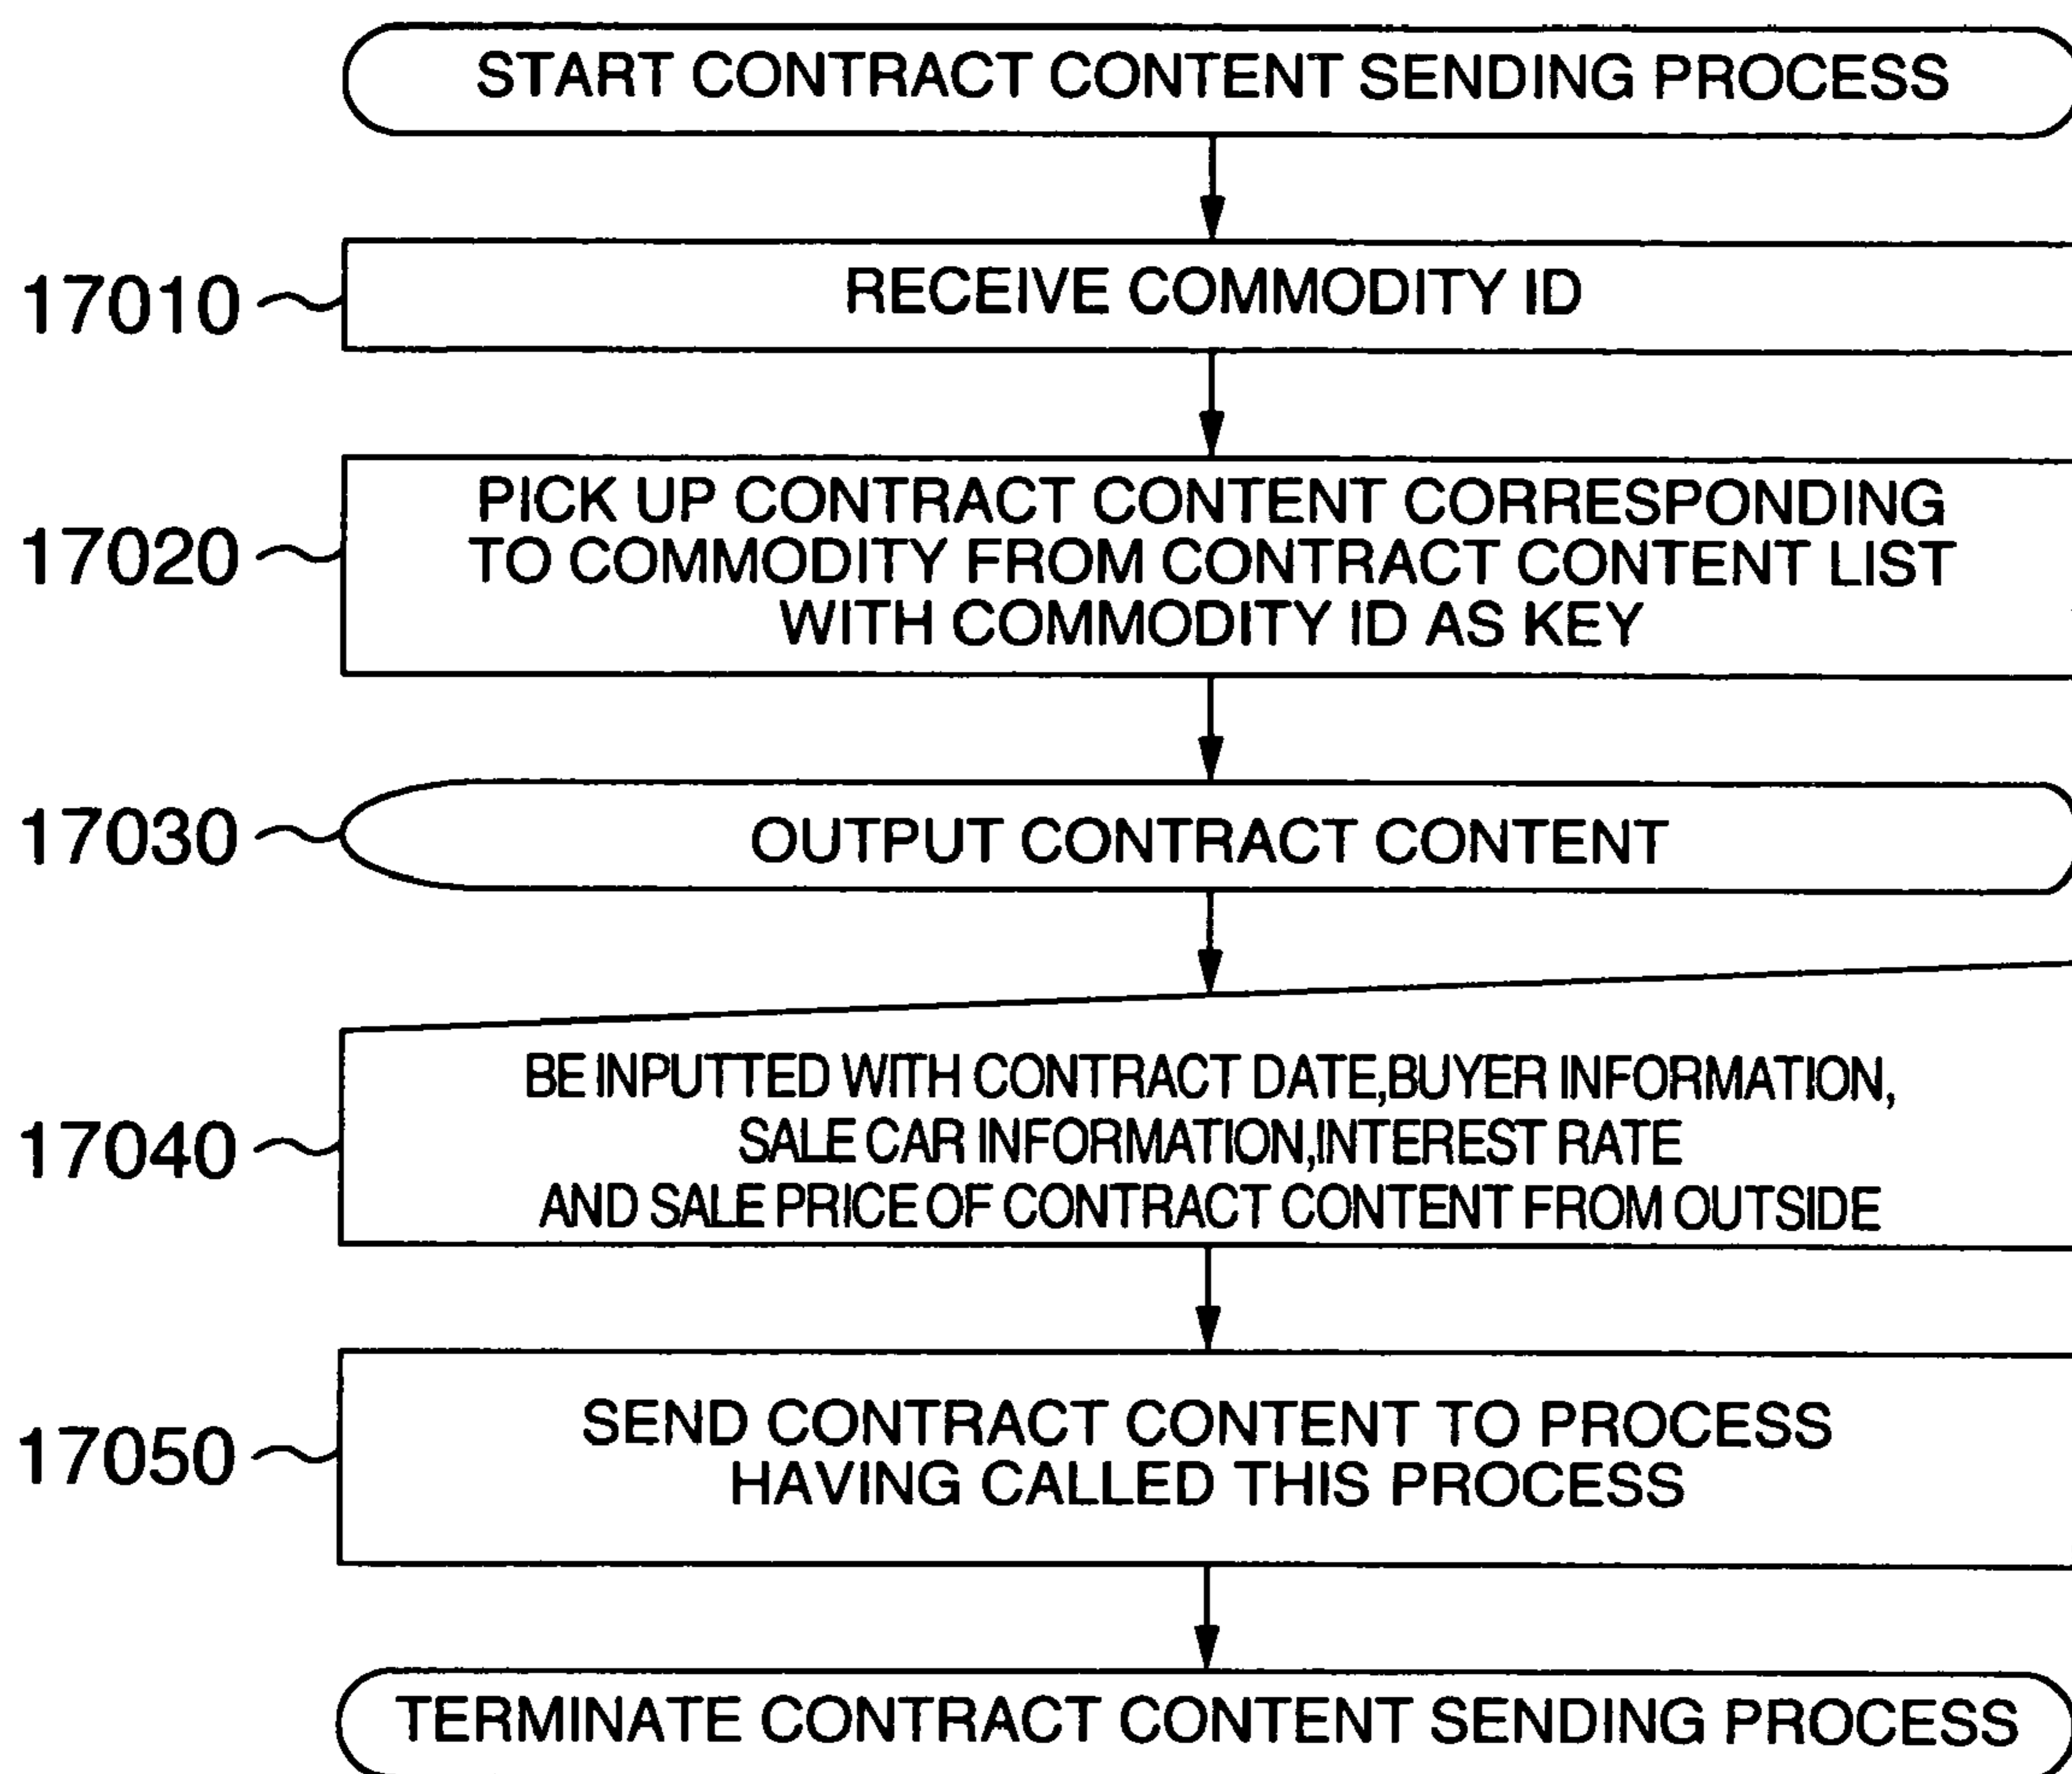 START CONTRACT CONTENT SENDING PROCESS
17010
RECEIVE COMMODITY ID
17020
PICK UP CONTRACT CONTENT CORRESPONDING
TO COMMODITY FROM CONTRACT CONTENT LIST
WITH COMMODITY ID AS KEY
17030
OUTPUT CONTRACT CONTENT
17040
BE INPUTTED WITH CONTRACT DATE,BUYER INFORMATION,
SALE CAR INFORMATION,INTEREST RATE
AND SALE PRICE OF CONTRACT CONTENT FROM OUTSIDE
17050
SEND CONTRACT CONTENT TO PROCESS
HAVING CALLED THIS PROCESS
TERMINATE CONTRACT CONTENT SENDING PROCESS